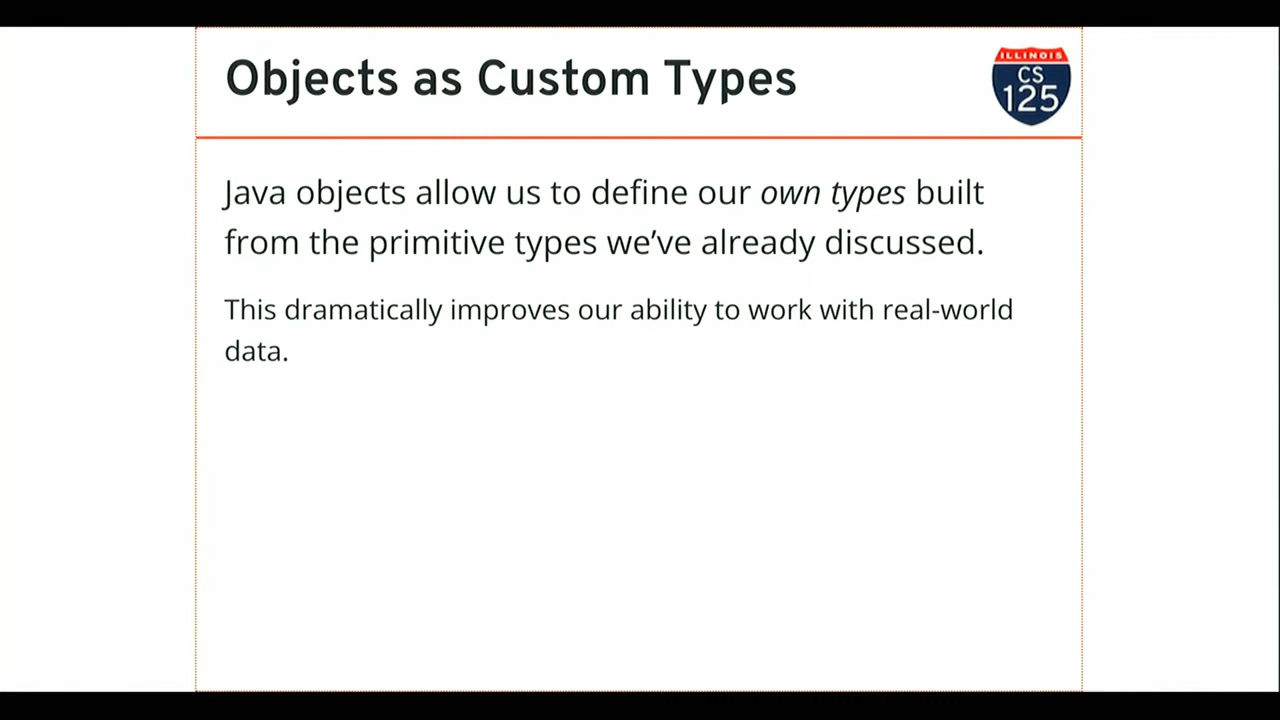 Objects as Custom Types
ILLINOIS
CS
125
Java objects allow us to define our own types built
from the primitive types we’ve already discussed.
This dramatically improves our ability to work with real-world
data.